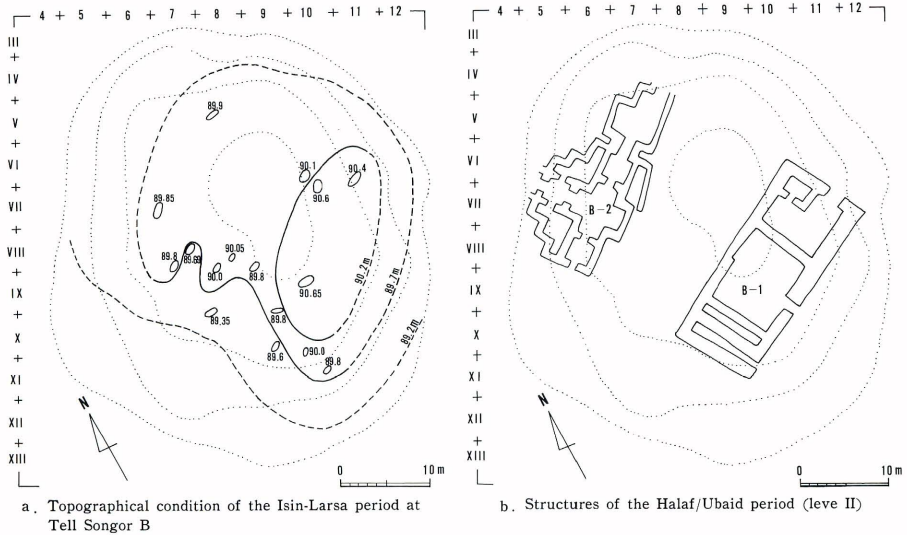 4 + 5 + 6 + 7 + 8 + 9 + 10 + 11 + 12
III
+
IV
+
V
+
VI
+
VII
+
VIII
+
IX
+
X
+
XI
+
XII
+
XIII
89.9
90.1
90.4
90.6
89.85
89.8
89.69
90.05
90.0
89.8
90.65
89.35
89.8
89.6
90.0
89.8
90.2m
89.7m
89.2m
N
0 10 m
a. Topographical condition of the Isin-Larsa period at
Tell Songor B
4 + 5 + 6 + 7 + 8 + 9 + 10 + 11 + 12
III
+
IV
+
V
+
VI
+
VII
+
VIII
+
IX
+
X
+
XI
+
XII
+
XIII
B-2
B-1
N
0 10 m
b. Structures of the Halaf/Ubaid period (leve II)